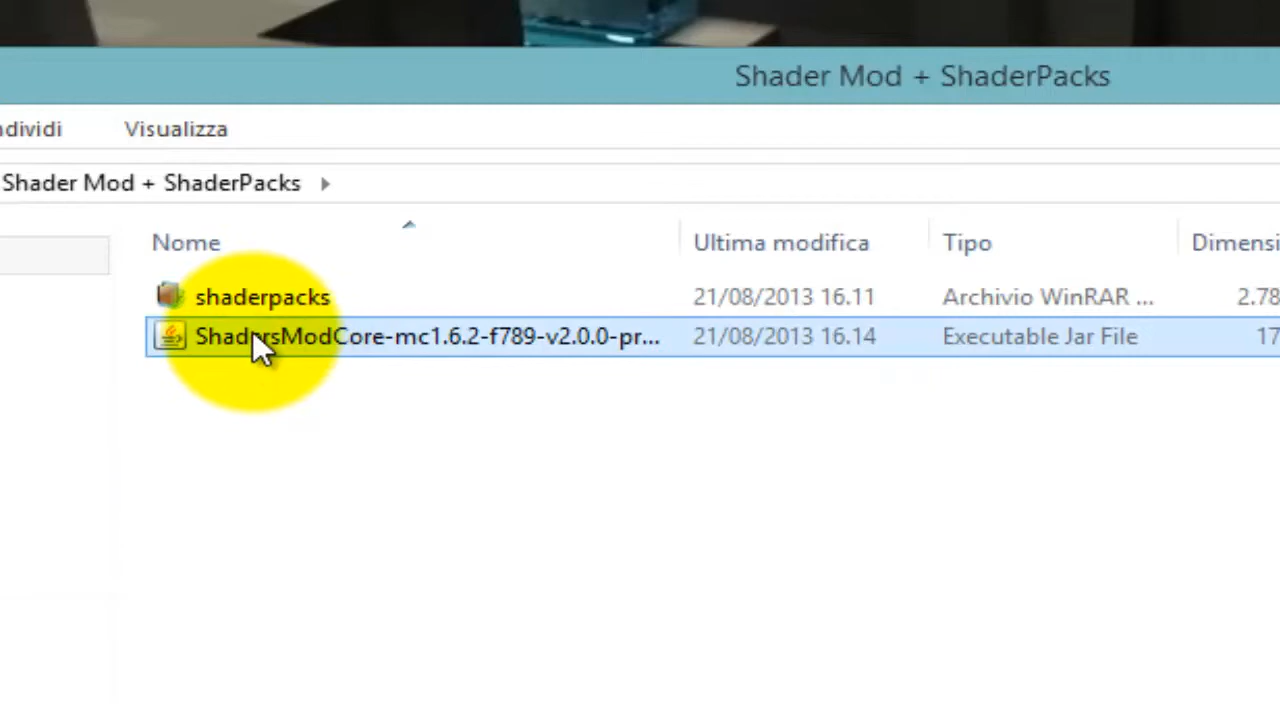 Shader Mod + ShaderPacks
Visualizza
Shader Mod + ShaderPacks
Nome Ultima modifica Tipo
shaderpacks 21/08/2013 16.11 Archivio WinRAR ... 2.78
ShadersModCore-mc1.6.2-f789-v2.0.0-pr... 21/08/2013 16.14 Executable Jar File 17